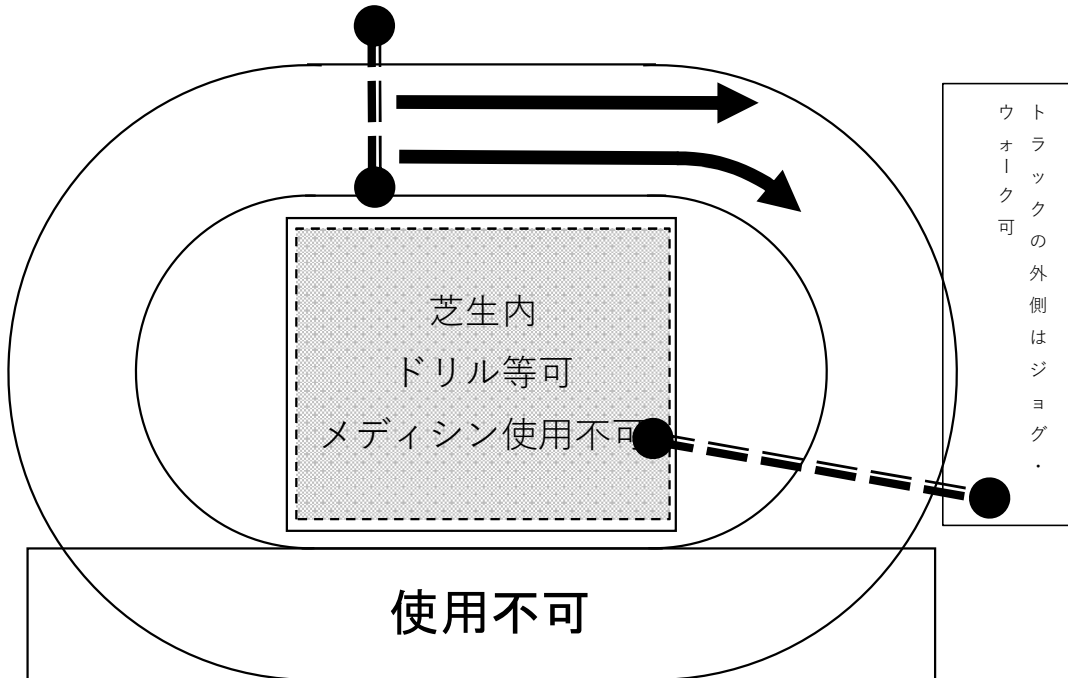 芝生内
ドリル等可
メディシン使用不可
トラックの外側はジョグ・
ウォーク可
使用不可